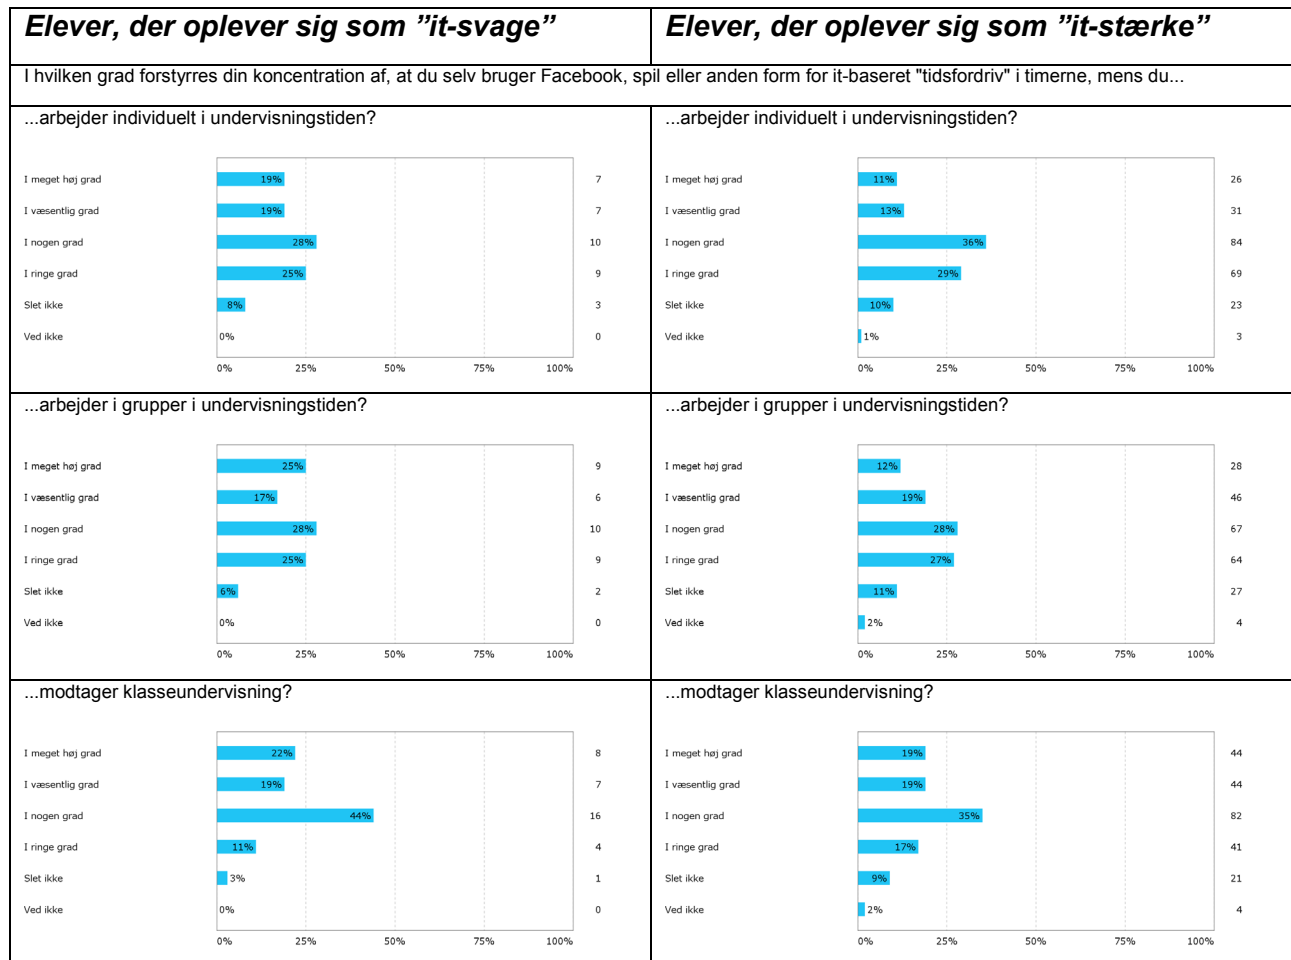 Elever, der oplever sig som ”it-svage”
Elever, der oplever sig som ”it-stærke”
I hvilken grad forstyrres din koncentration af, at du selv bruger Facebook, spil eller anden form for it-baseret "tidsfordriv" i timerne, mens du...
...arbejder individuelt i undervisningstiden?
I meget høj grad 19% 7
I væsentlig grad 19% 7
I nogen grad 28% 10
I ringe grad 25% 9
Slet ikke 8% 3
Ved ikke 0% 0
0% 25% 50% 75% 100%
...arbejder individuelt i undervisningstiden?
I meget høj grad 11% 26
I væsentlig grad 13% 31
I nogen grad 36% 84
I ringe grad 29% 69
Slet ikke 10% 23
Ved ikke 1% 3
0% 25% 50% 75% 100%
...arbejder i grupper i undervisningstiden?
I meget høj grad 25% 9
I væsentlig grad 17% 6
I nogen grad 28% 10
I ringe grad 25% 9
Slet ikke 6% 2
Ved ikke 0% 0
0% 25% 50% 75% 100%
...arbejder i grupper i undervisningstiden?
I meget høj grad 12% 28
I væsentlig grad 19% 46
I nogen grad 28% 67
I ringe grad 27% 64
Slet ikke 11% 27
Ved ikke 2% 4
0% 25% 50% 75% 100%
...modtager klasseundervisning?
I meget høj grad 22% 8
I væsentlig grad 19% 7
I nogen grad 44% 16
I ringe grad 11% 4
Slet ikke 3% 1
Ved ikke 0% 0
0% 25% 50% 75% 100%
...modtager klasseundervisning?
I meget høj grad 19% 44
I væsentlig grad 19% 44
I nogen grad 35% 82
I ringe grad 17% 41
Slet ikke 9% 21
Ved ikke 2% 4
0% 25% 50% 75% 100%